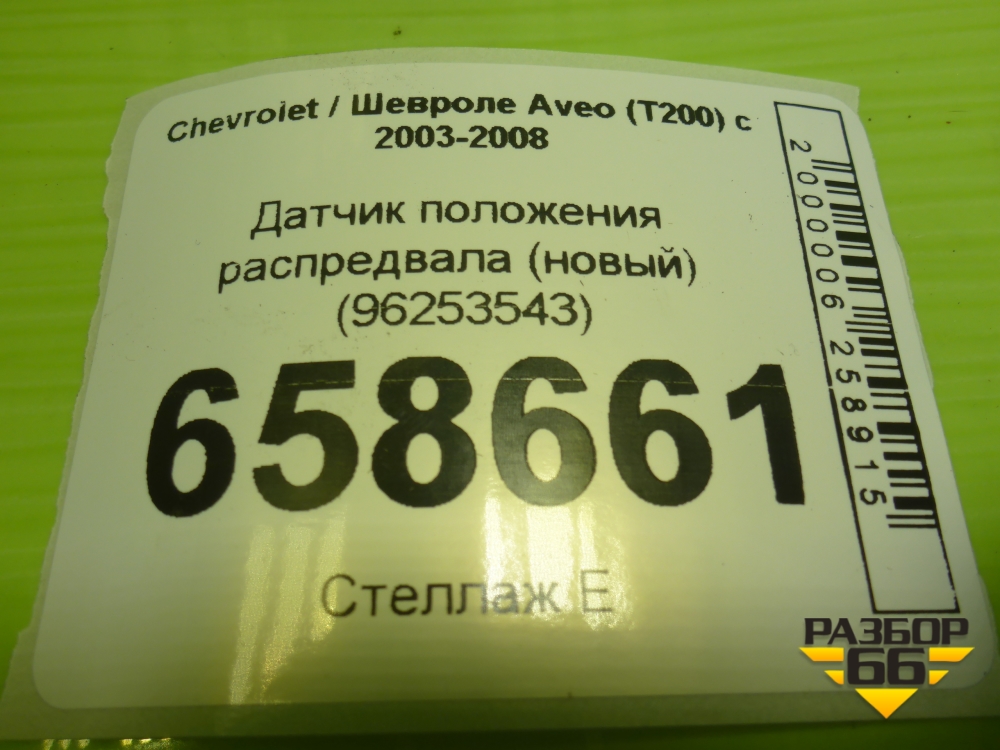 Chevrolet / Шевроле Aveo (T200) с
2003-2008
Датчик положения
распредвала (новый)
(96253543)
658661
Стеллаж E
2000006258915
РАЗБОР
66